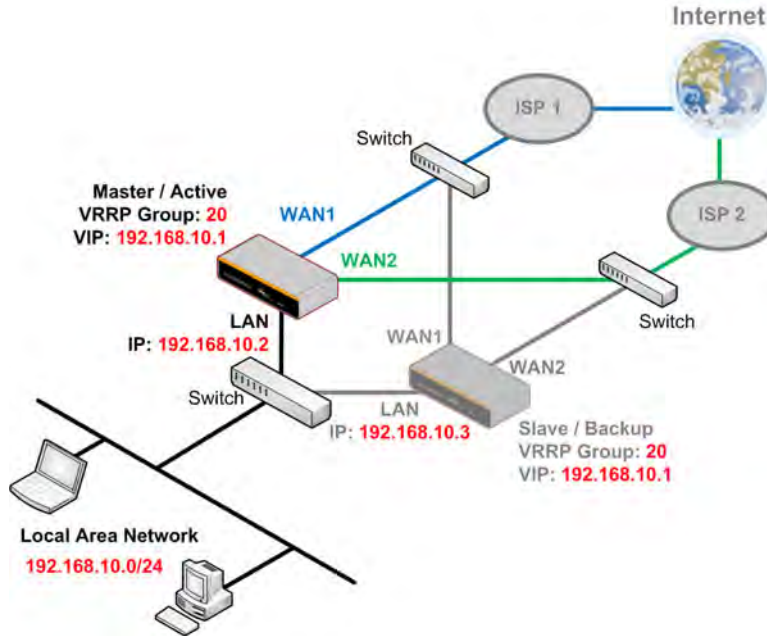 Internet
ISP 1
Switch
Master / Active
VRRP Group: 20
VIP: 192.168.10.1
WAN1
ISP 2
WAN2
LAN
IP: 192.168.10.2
Switch
WAN1
WAN2
Switch
LAN
IP: 192.168.10.3
Slave / Backup
VRRP Group: 20
VIP: 192.168.10.1
Local Area Network
192.168.10.0/24